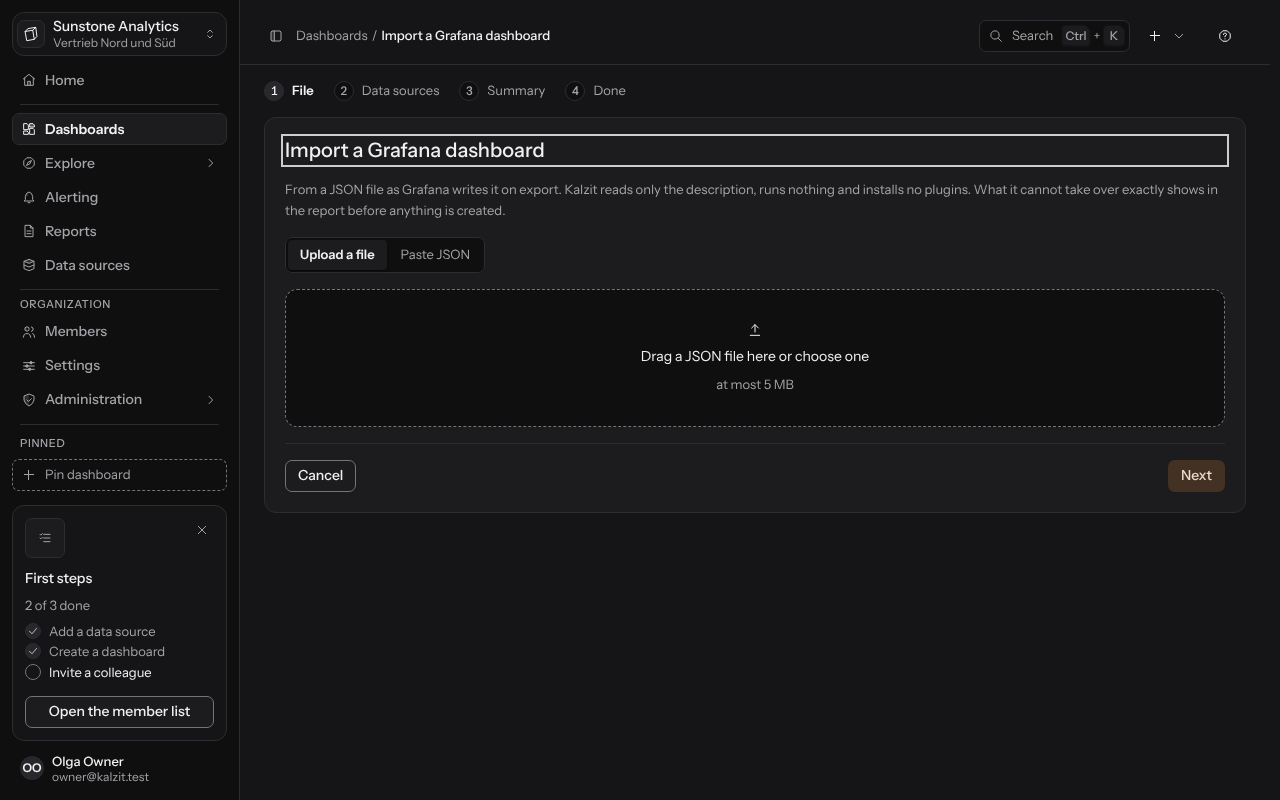 Sunstone Analytics
Vertrieb Nord und Süd
Home
Dashboards
Explore
Alerting
Reports
Data sources
ORGANIZATION
Members
Settings
Administration
PINNED
Pin dashboard
First steps
2 of 3 done
Add a data source
Create a dashboard
Invite a colleague
Open the member list
OO
Olga Owner
owner@kalzit.test
Dashboards / Import a Grafana dashboard
Search Ctrl + K
1 File 2 Data sources 3 Summary 4 Done
Import a Grafana dashboard
From a JSON file as Grafana writes it on export. Kalzit reads only the description, runs nothing and installs no plugins. What it cannot take over exactly shows in
the report before anything is created.
Upload a file Paste JSON
Drag a JSON file here or choose one
at most 5 MB
Cancel Next